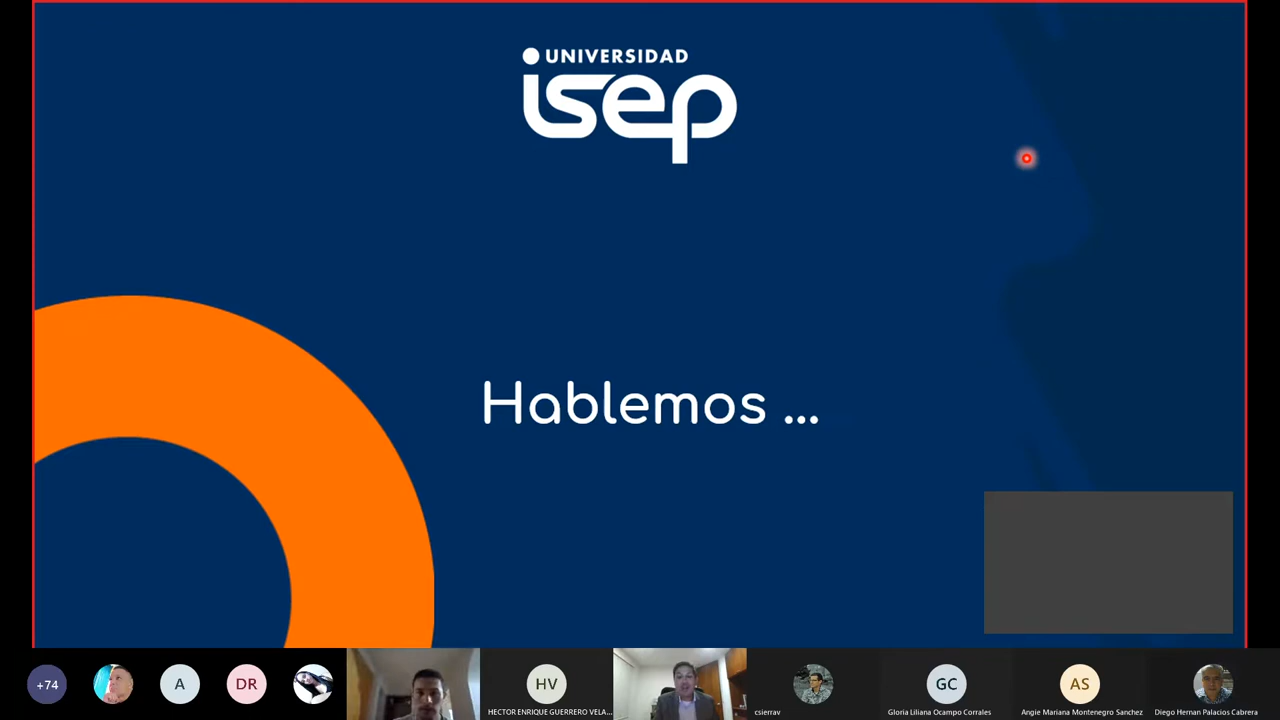 UNIVERSIDAD
isep
Hablemos ...
+74
A
DR
HV
HECTOR ENRIQUE GUERRERO VELA...
csierrav
GC
Gloria Liliana Ocampo Corrales
AS
Angie Mariana Montenegro Sanchez
Diego Hernan Palacios Cabrera